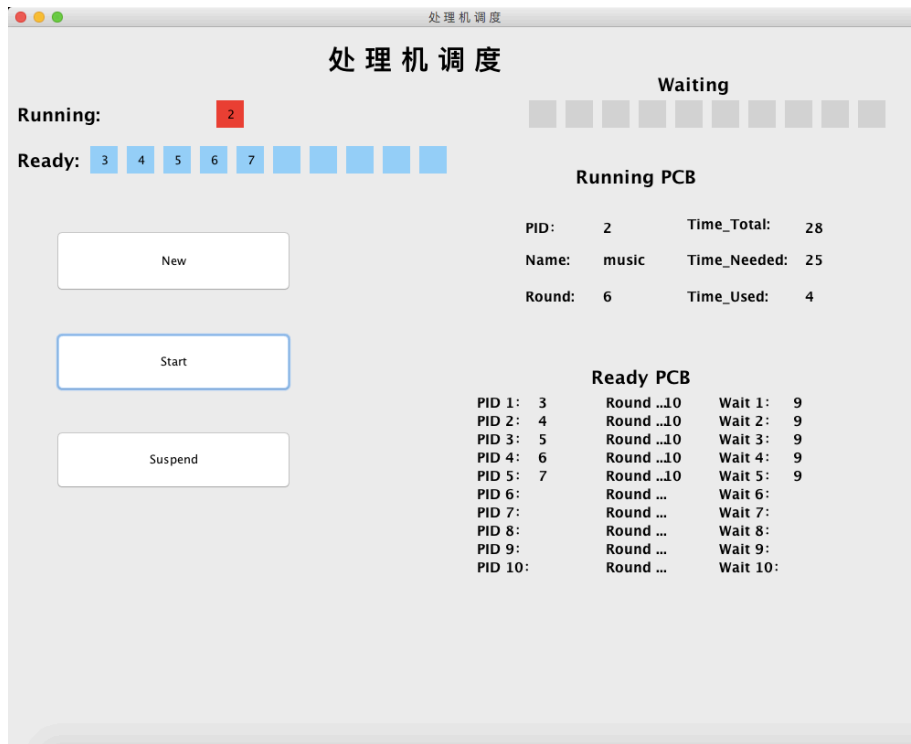 处理机调度
处 理 机 调 度
Waiting
Running: 2
Ready: 3 4 5 6 7
Running PCB
PID: 2 Time_Total: 28
New
Name: music Time_Needed: 25
Round: 6 Time_Used: 4
Start
Ready PCB
PID 1: 3 Round ...10 Wait 1: 9
PID 2: 4 Round ...10 Wait 2: 9
PID 3: 5 Round ...10 Wait 3: 9
PID 4: 6 Round ...10 Wait 4: 9
Suspend
PID 5: 7 Round ...10 Wait 5: 9
PID 6: Round ... Wait 6:
PID 7: Round ... Wait 7:
PID 8: Round ... Wait 8:
PID 9: Round ... Wait 9:
PID 10: Round ... Wait 10: